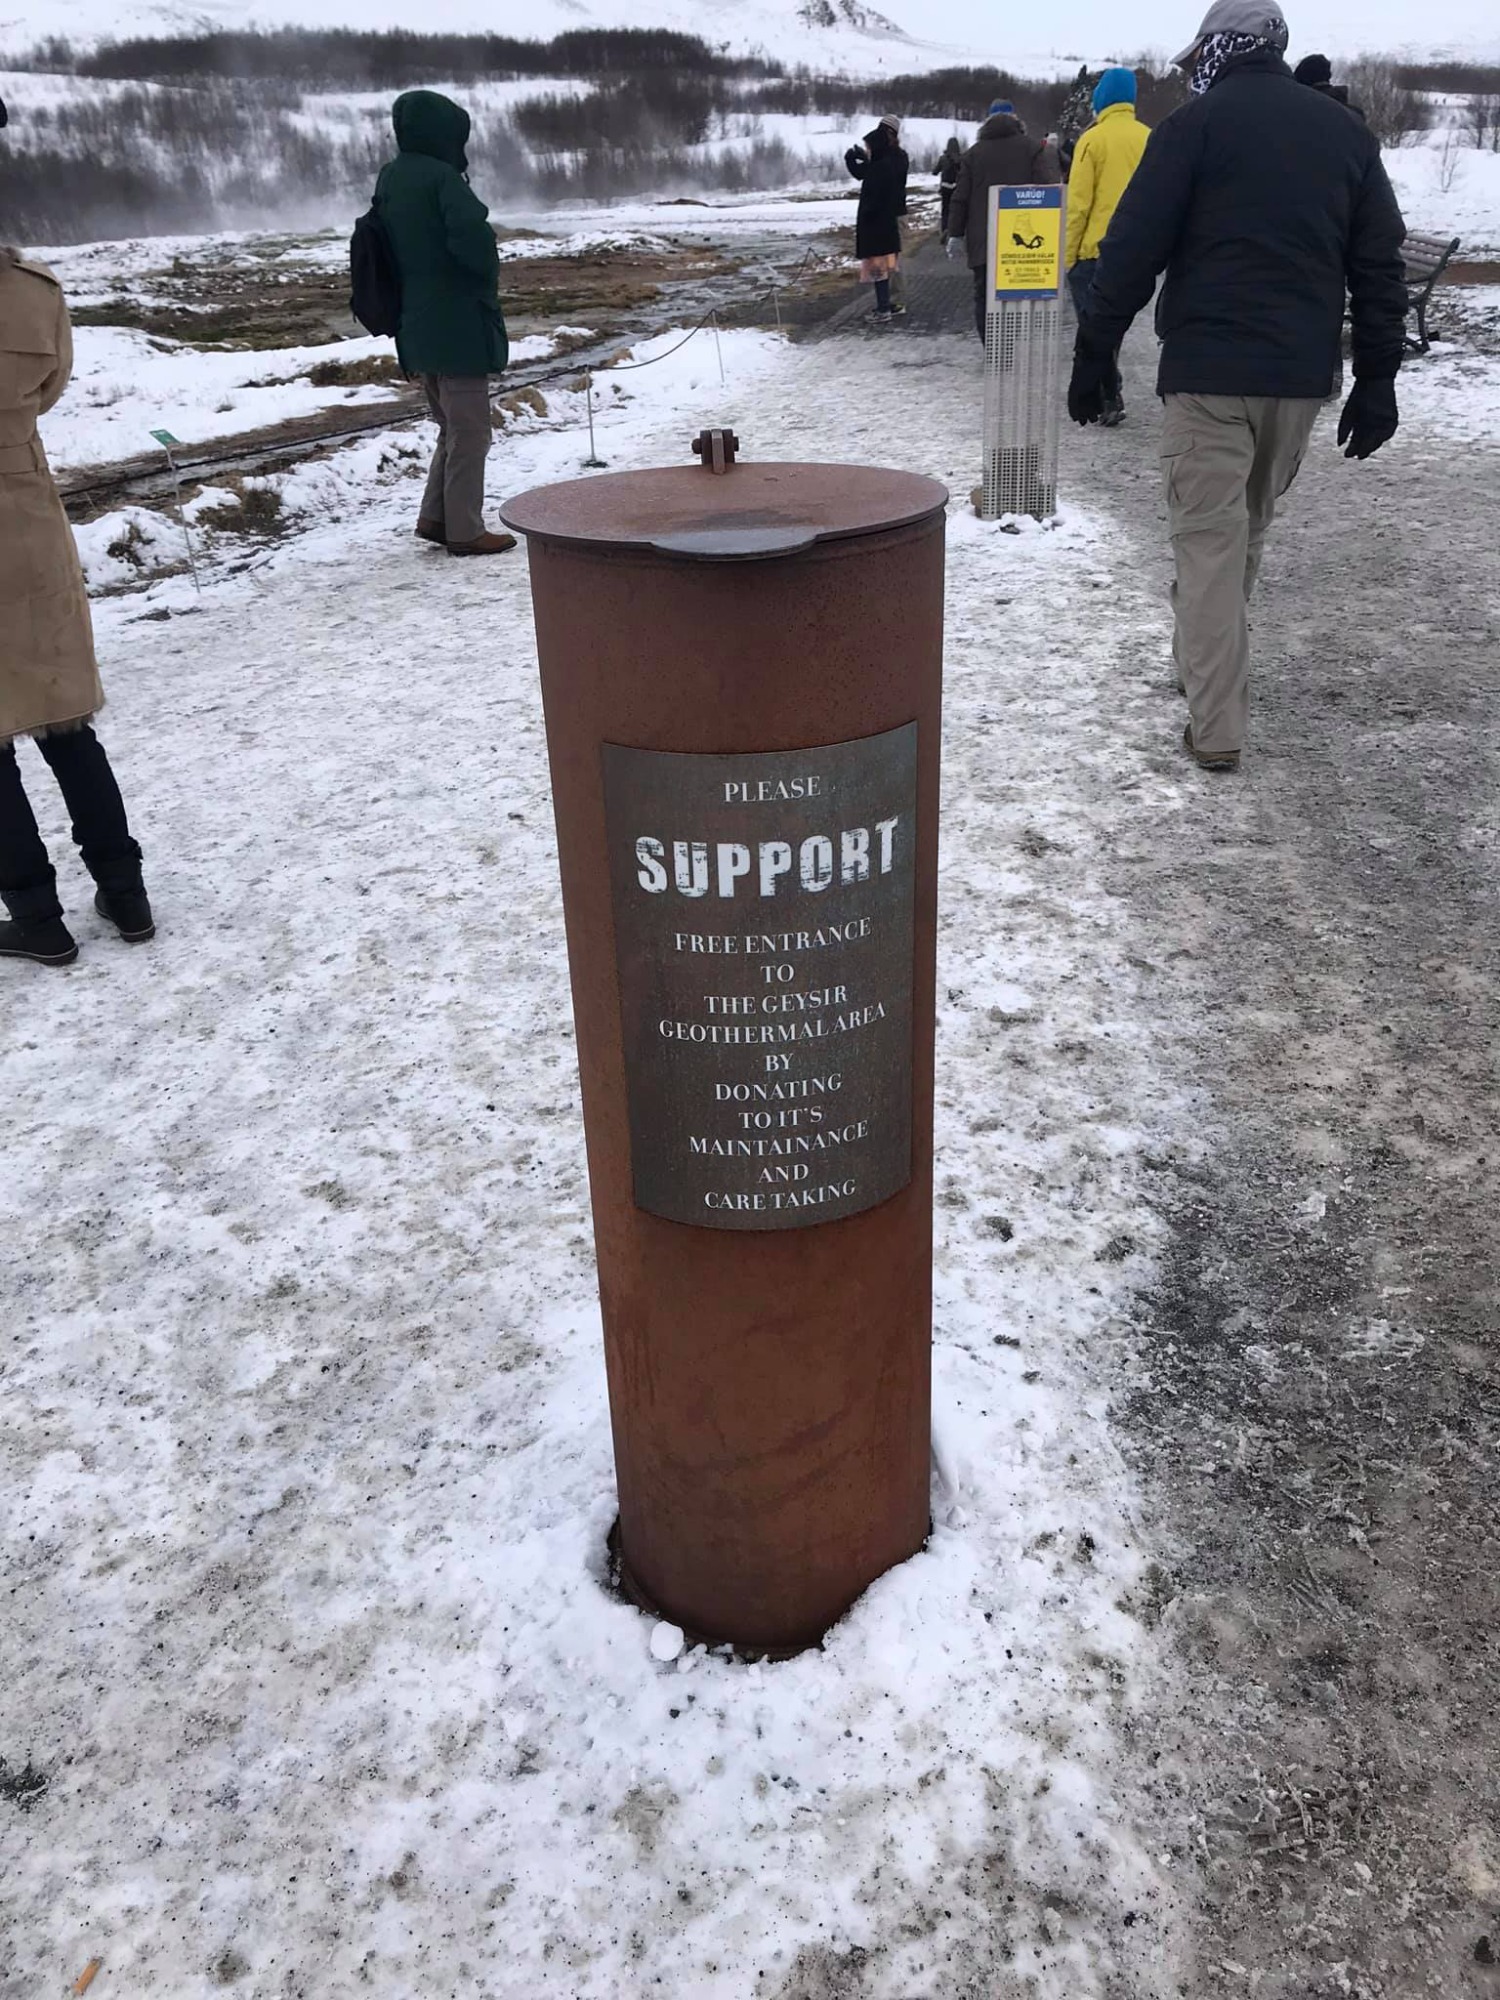 VARÚÐ!
CAUTION!
PLEASE
SUPPORT
FREE ENTRANCE
TO
THE GEYSIR
GEOTHERMAL AREA
BY
DONATING
TO IT'S
MAINTAINANCE
AND
CARE TAKING